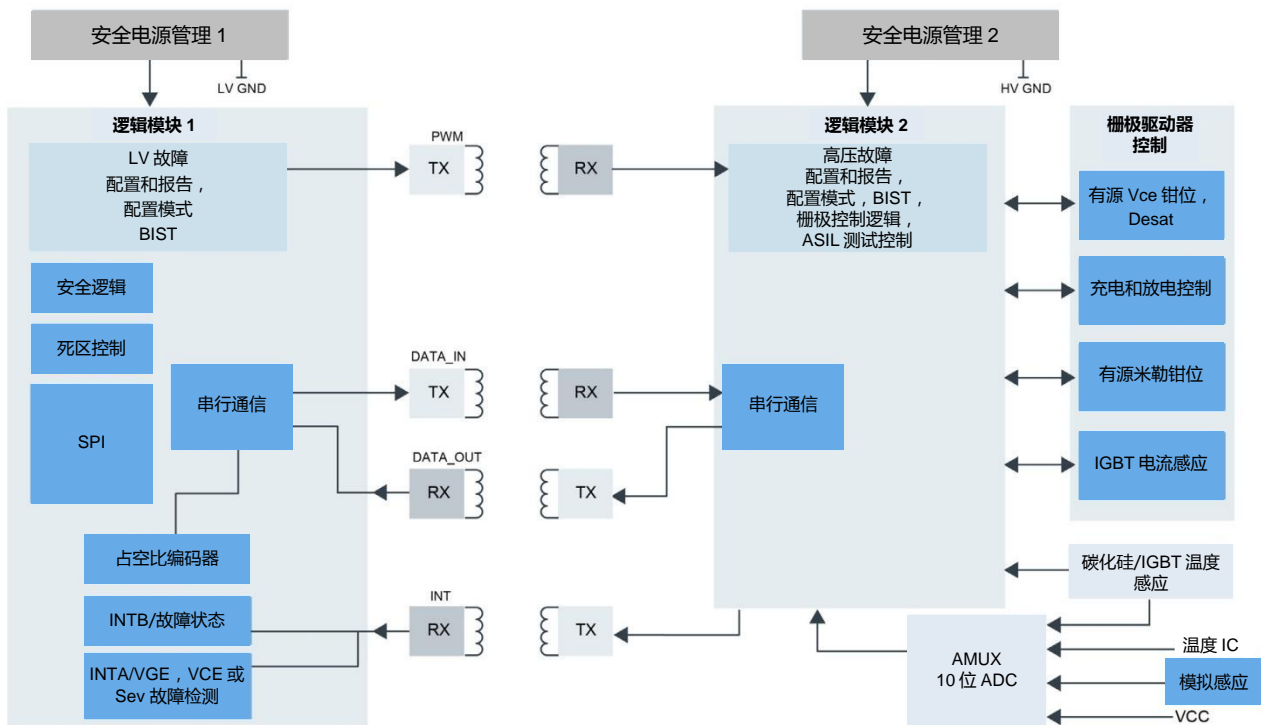 安全电源管理 1
LV GND
安全电源管理 2
HV GND
逻辑模块 1
LV 故障
配置和报告，
配置模式
BIST
安全逻辑
死区控制
SPI
串行通信
占空比编码器
INTB/故障状态
INTA/VGE，VCE 或
Sev 故障检测
PWM
TX
RX
DATA_IN
TX
RX
DATA_OUT
RX
TX
INT
RX
TX
逻辑模块 2
高压故障
配置和报告，
配置模式，BIST，
栅极控制逻辑，
ASIL 测试控制
串行通信
栅极驱动器
控制
有源 Vce 钳位，
Desat
充电和放电控制
有源米勒钳位
IGBT 电流感应
碳化硅/IGBT 温度
感应
AMUX
10 位 ADC
温度 IC
模拟感应
VCC